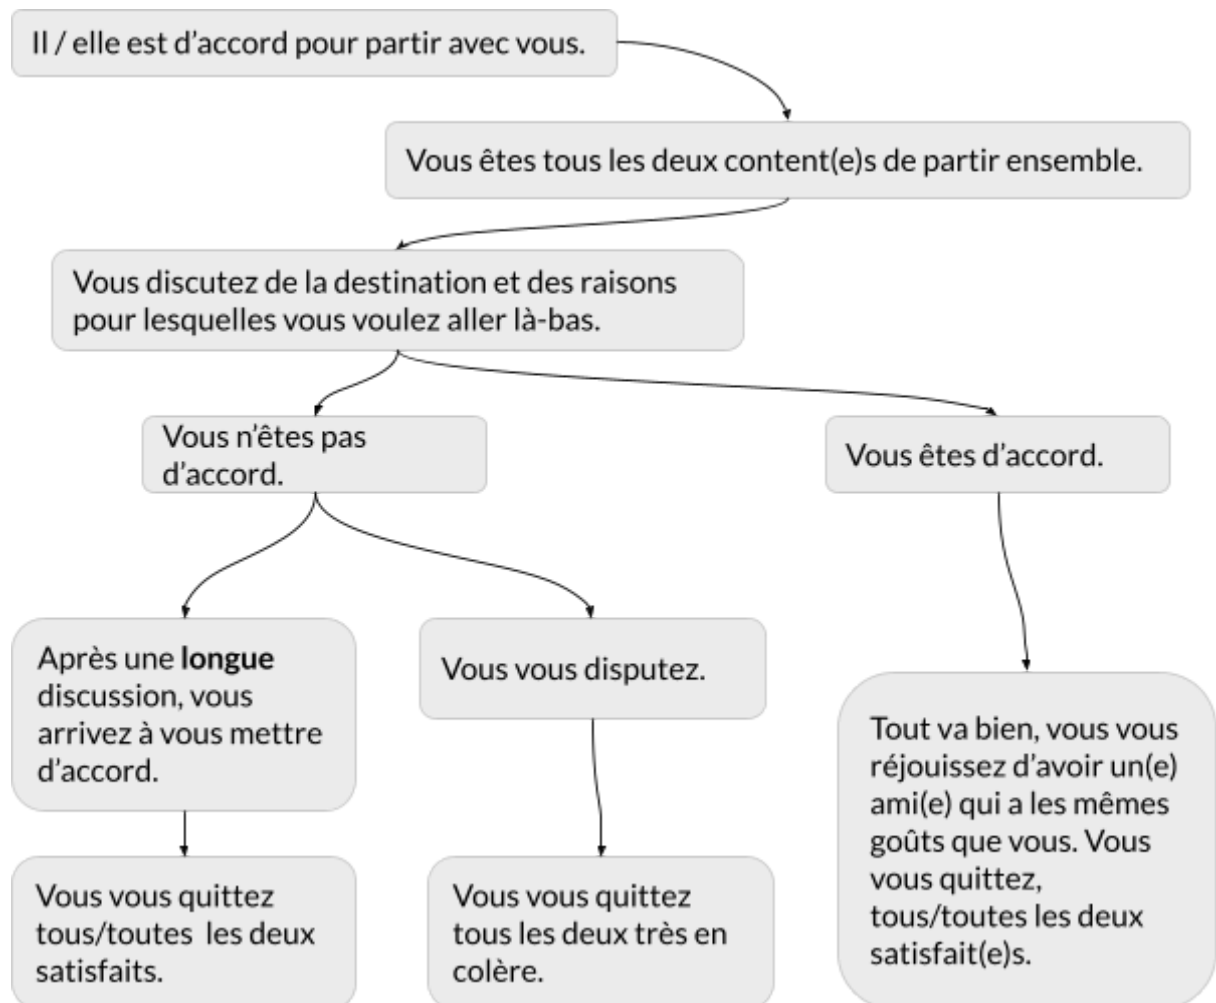 Il / elle est d’accord pour partir avec vous.
Vous êtes tous les deux content(e)s de partir ensemble.
Vous discutez de la destination et des raisons
pour lesquelles vous voulez aller là-bas.
Vous n’êtes pas
d’accord.
Vous êtes d’accord.
Après une longue
discussion, vous
arrivez à vous mettre
d’accord.
Vous vous disputez.
Tout va bien, vous vous
réjouissez d’avoir un(e)
ami(e) qui a les mêmes
goûts que vous. Vous
vous quittez,
tous/toutes les deux
satisfait(e)s.
Vous vous quittez
tous/toutes les deux
satisfaits.
Vous vous quittez
tous les deux très en
colère.